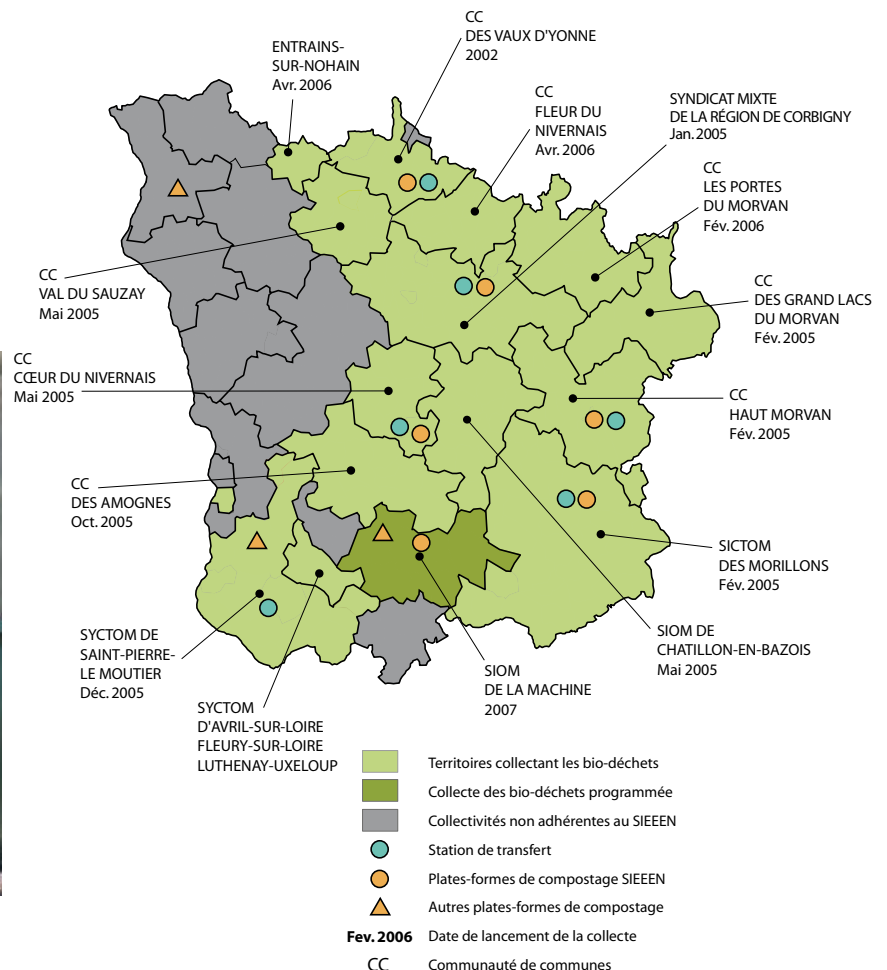 CC
DES VAUX D'YONNE
2002
ENTRAINS-
SUR-NOHAIN
Avr. 2006
CC
FLEUR DU
NIVERNAIS
Avr. 2006
SYNDICAT MIXTE
DE LA RÉGION DE CORBIGNY
Jan. 2005
CC
LES PORTES
DU MORVAN
Fév. 2006
CC
VAL DU SAUZAY
Mai 2005
CC
DES GRAND LACS
DU MORVAN
Fév. 2005
CC
CŒUR DU NIVERNAIS
Mai 2005
CC
HAUT MORVAN
Fév. 2005
CC
DES AMOGNES
Oct. 2005
SICTOM
DES MORILLONS
Fév. 2005
SYCTOM DE
SAINT-PIERRE-
LE MOUTIER
Déc. 2005
SIOM DE
CHATILLON-EN-BAZOIS
Mai 2005
SIOM
DE LA MACHINE
2007
SYCTOM
D'AVRIL-SUR-LOIRE
FLEURY-SUR-LOIRE
LUTHENAY-UXELOUP
Territoires collectant les bio-déchets
Collecte des bio-déchets programmée
Collectivités non adhérentes au SIEEEN
Station de transfert
Plates-formes de compostage SIEEEN
Autres plates-formes de compostage
Fev. 2006 Date de lancement de la collecte
CC Communauté de communes